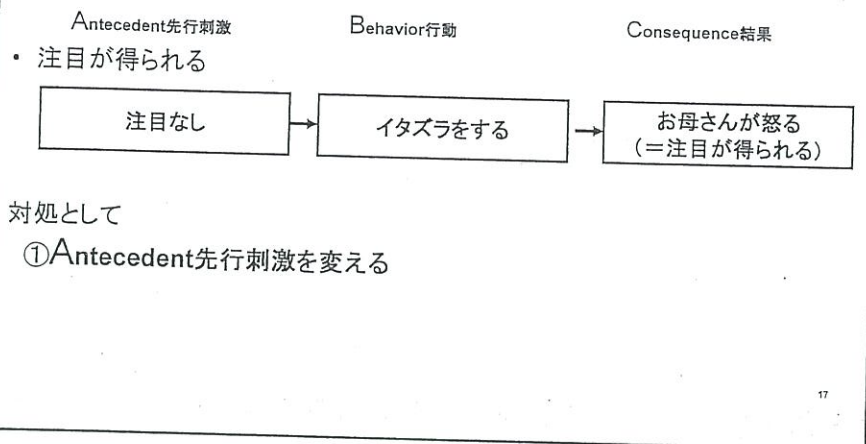 Antecedent先行刺激 Behavior行動 Consequence結果
・ 注目が得られる
注目なし → イタズラをする → お母さんが怒る
(＝注目が得られる)
対処として
①Antecedent先行刺激を変える
17